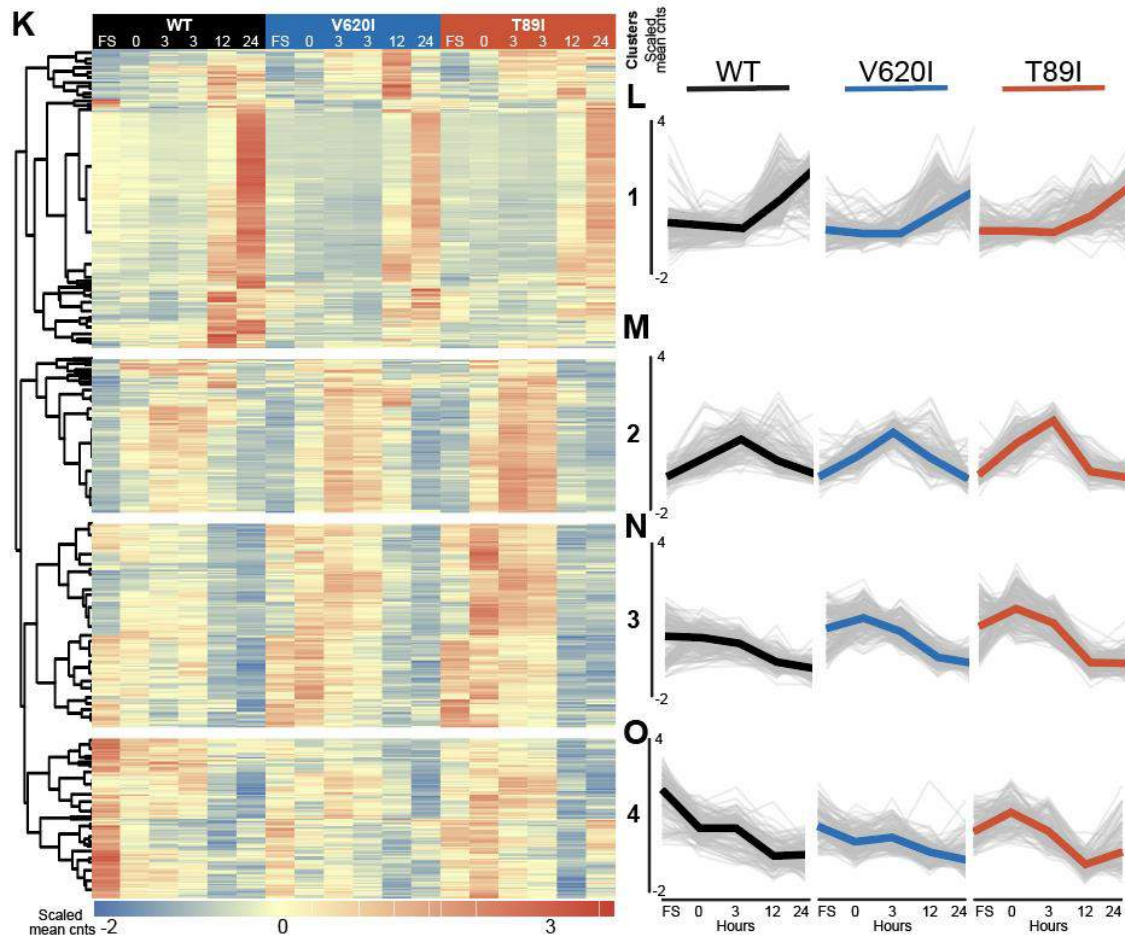 K
WT V620I T89I
FS 0 3 3 12 24 FS 0 3 3 12 24 FS 0 3 3 12 24
Clusters
Scaled
mean cnts
WT V620I T89I
L
4
1
-2
M
4
2
-2
N
4
3
-2
O
4
4
-2
FS 0 3 12 24 FS 0 3 12 24 FS 0 3 12 24
Hours Hours Hours
Scaled
mean cnts
-2 0 3